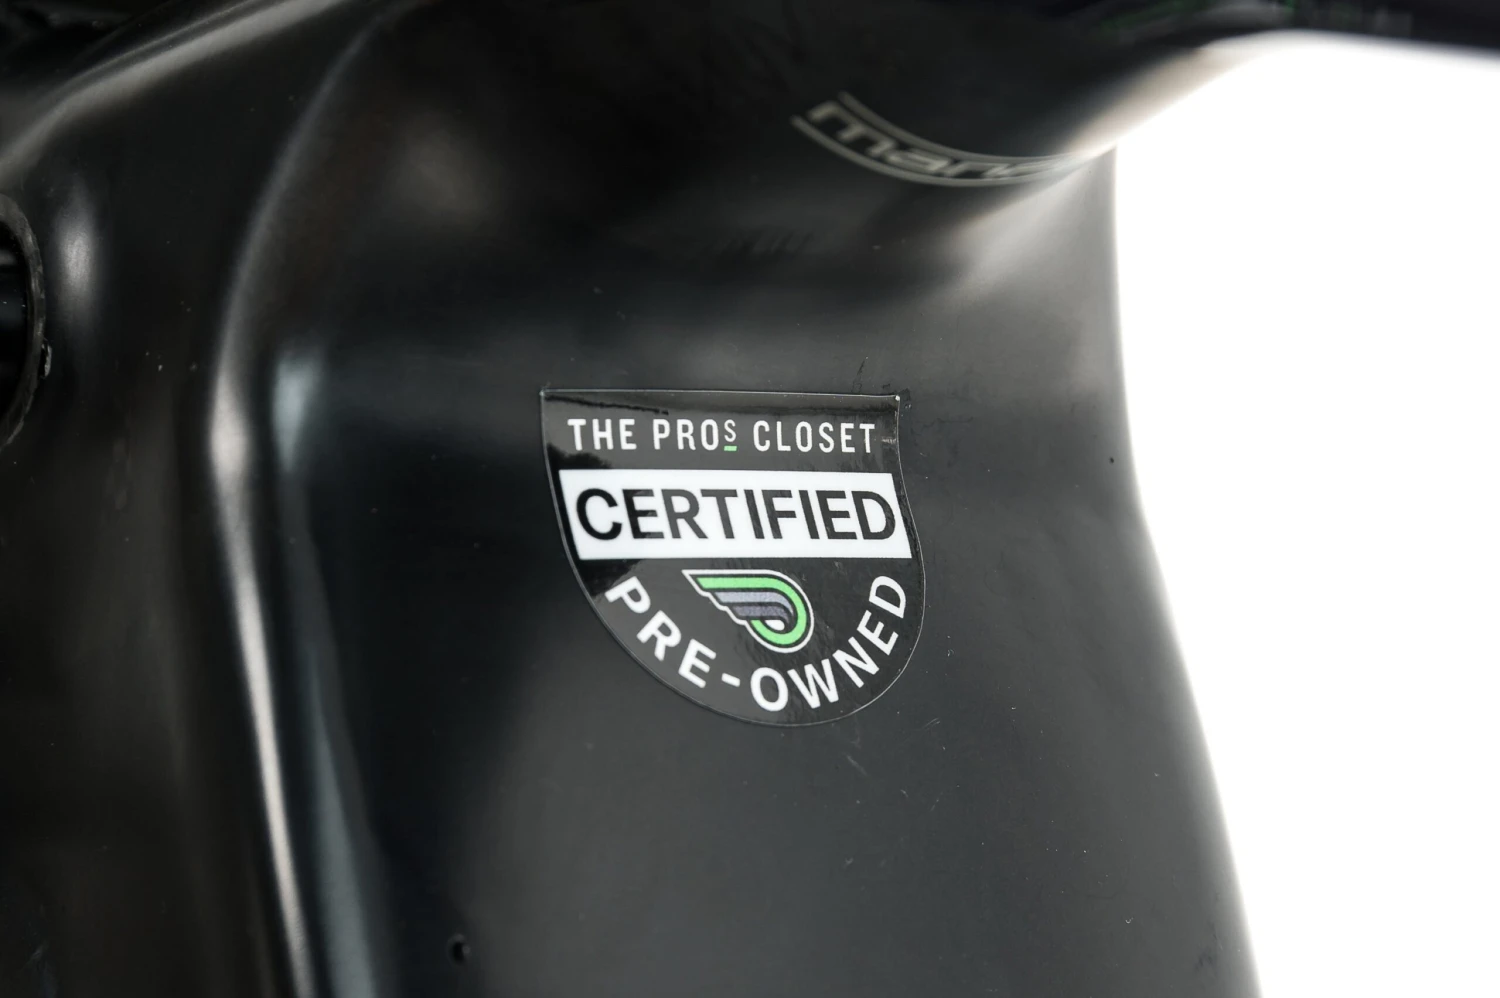 THE PROs CLOSET
CERTIFIED
PRE-OWNED